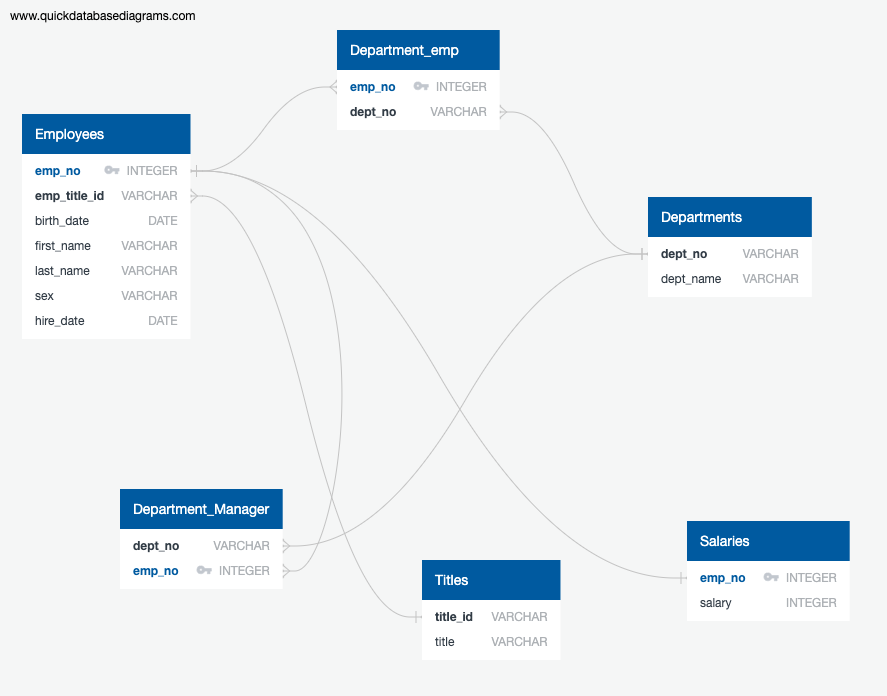 www.quickdatabasediagrams.com
Department_emp
emp_no INTEGER
dept_no VARCHAR
Employees
emp_no INTEGER
emp_title_id VARCHAR
birth_date DATE
first_name VARCHAR
last_name VARCHAR
sex VARCHAR
hire_date DATE
Departments
dept_no VARCHAR
dept_name VARCHAR
Department_Manager
dept_no VARCHAR
emp_no INTEGER
Titles
title_id VARCHAR
title VARCHAR
Salaries
emp_no INTEGER
salary INTEGER